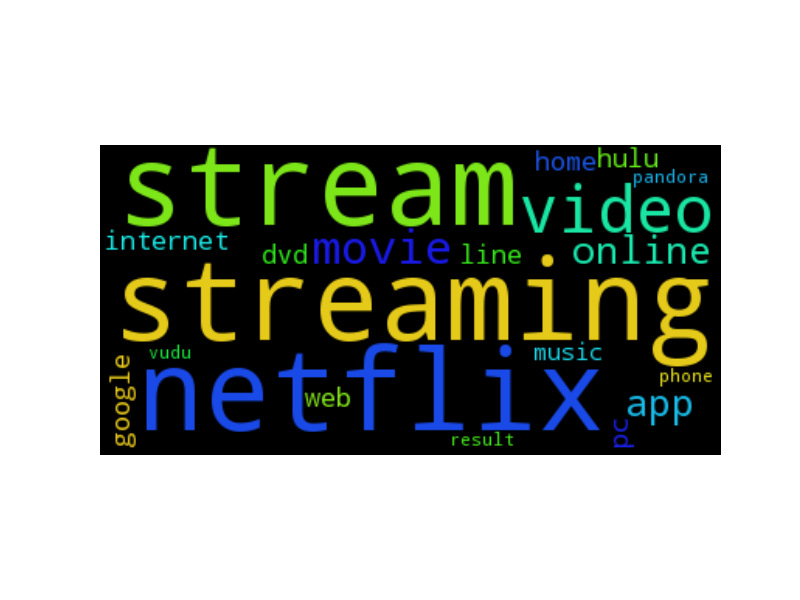 stream
home
hulu
pandora
video
internet
dvd
movie
line
online
streaming
vudu
music
google
netflix
web
phone
app
result
pc